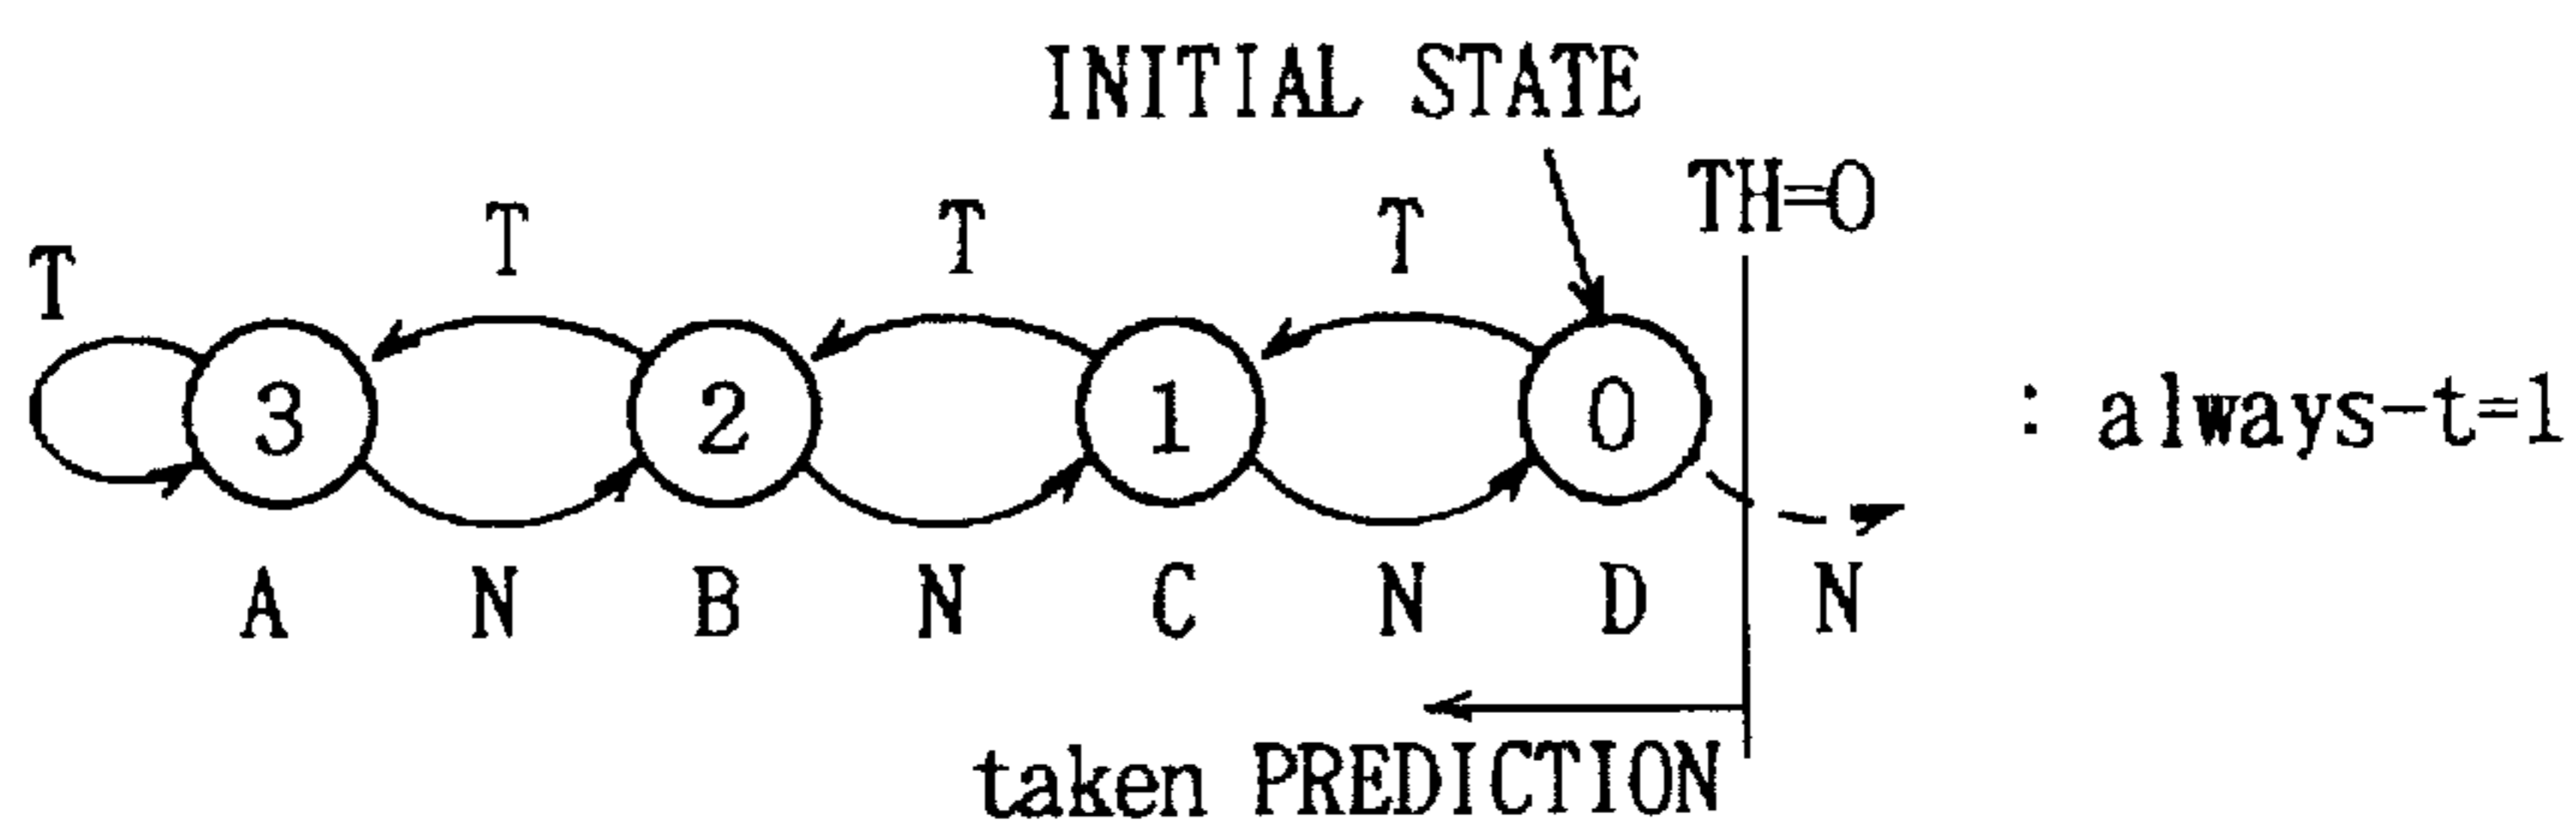 INITIAL STATE
TH=0
T T T T
3 2 1 0 : always-t=1
A N B N C N D N
taken PREDICTION